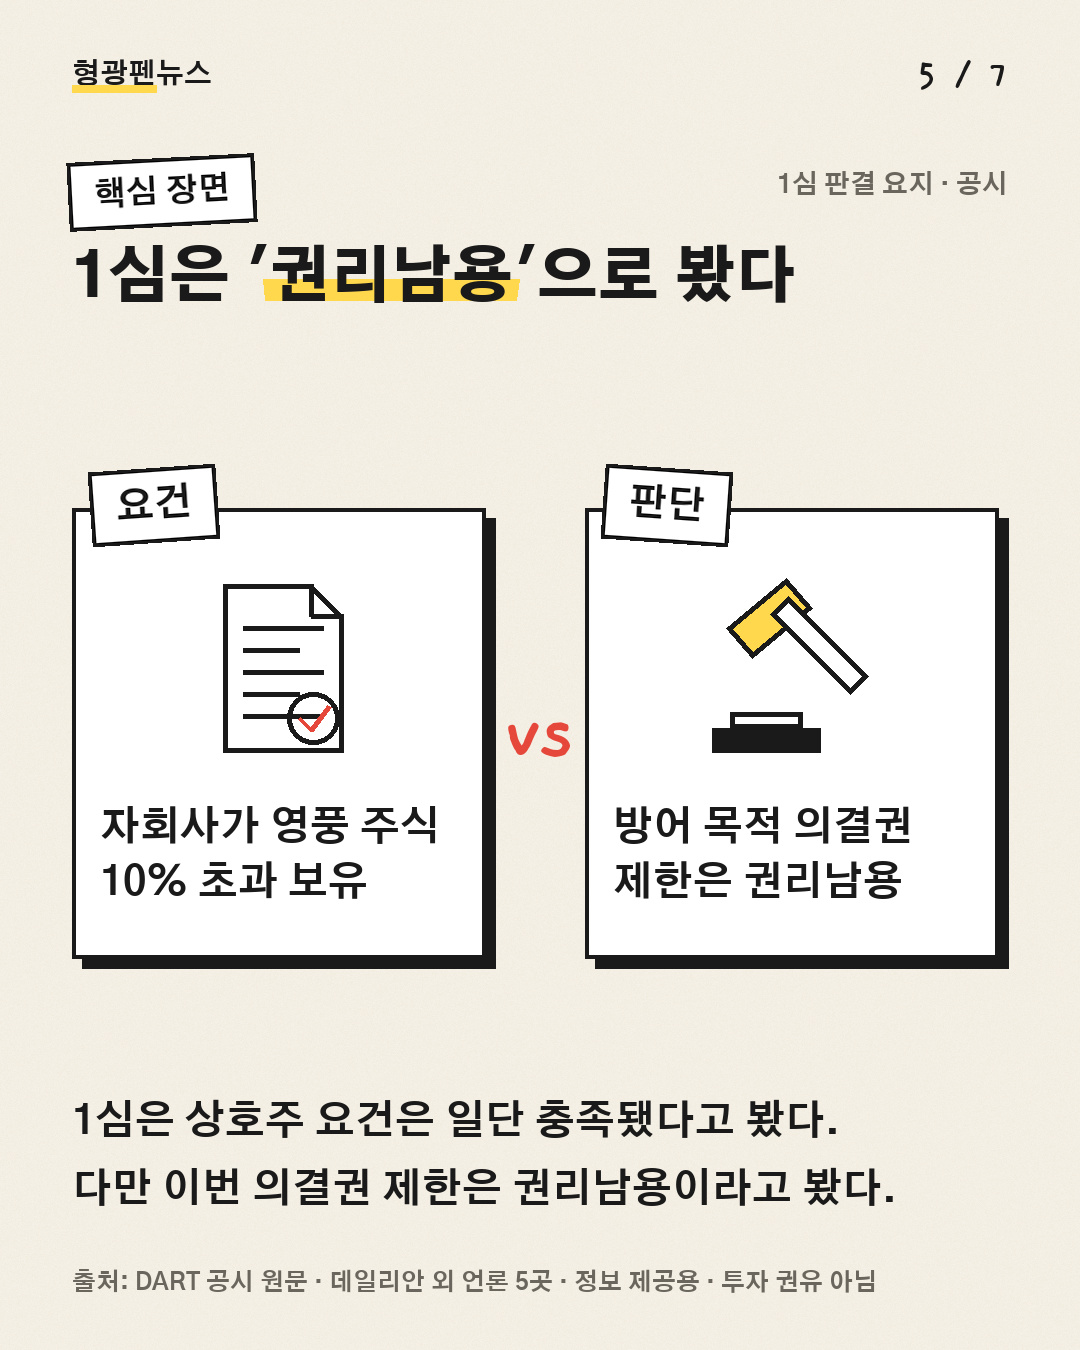 형광펜뉴스
5 / 7
핵심 장면
1심 판결 요지 · 공시
1심은 '권리남용'으로 봤다
요건
판단
자회사가 영풍 주식
10% 초과 보유
vs
방어 목적 의결권
제한은 권리남용
1심은 상호주 요건은 일단 충족됐다고 봤다.
다만 이번 의결권 제한은 권리남용이라고 봤다.
출처: DART 공시 원문 · 데일리안 외 언론 5곳 · 정보 제공용 · 투자 권유 아님